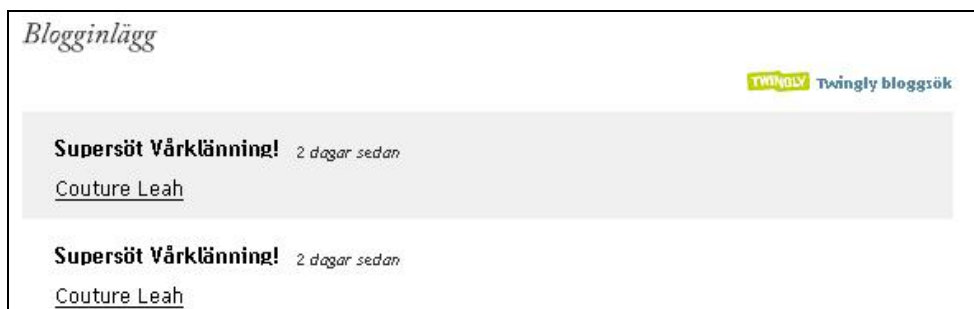 Blogginlägg
TWINGLY Twingly bloggsök
Supersöt Vårklänning! 2 dagar sedan
Couture Leah
Supersöt Vårklänning! 2 dagar sedan
Couture Leah